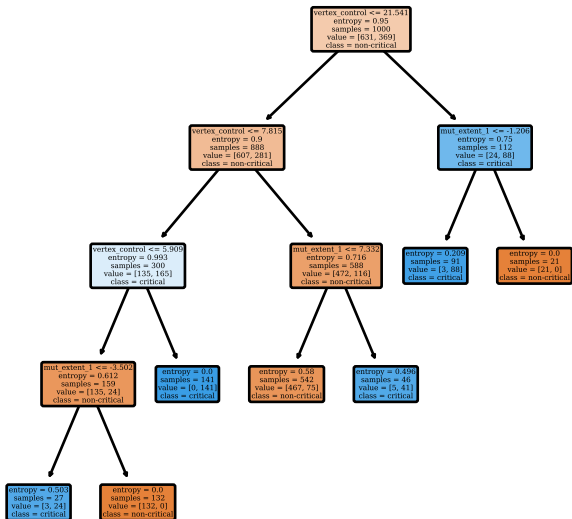 vertex_control <= 21.541
entropy = 0.95
samples = 1000
value = [631, 369]
class = non-critical
vertex_control <= 7.815
entropy = 0.9
samples = 888
value = [607, 281]
class = non-critical
mut_extent_1 <= -1.206
entropy = 0.75
samples = 112
value = [24, 88]
class = critical
vertex_control <= 5.909
entropy = 0.993
samples = 300
value = [135, 165]
class = critical
mut_extent_1 <= 7.332
entropy = 0.716
samples = 588
value = [472, 116]
class = non-critical
entropy = 0.209
samples = 91
value = [3, 88]
class = critical
entropy = 0.0
samples = 21
value = [21, 0]
class = non-critical
mut_extent_1 <= -3.502
entropy = 0.612
samples = 159
value = [135, 24]
class = non-critical
entropy = 0.0
samples = 141
value = [0, 141]
class = critical
entropy = 0.58
samples = 542
value = [467, 75]
class = non-critical
entropy = 0.496
samples = 46
value = [5, 41]
class = critical
entropy = 0.503
samples = 27
value = [3, 24]
class = critical
entropy = 0.0
samples = 132
value = [132, 0]
class = non-critical